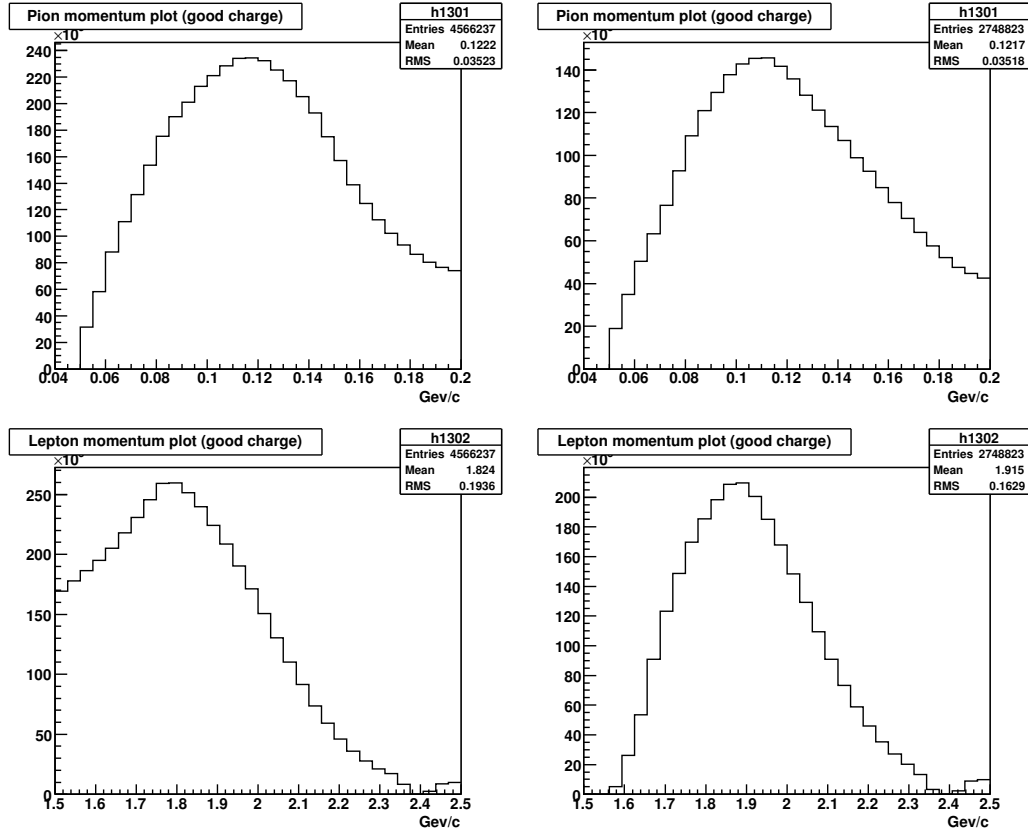 Pion momentum plot (good charge)
h1301
Entries 4566237
Mean 0.1222
RMS 0.03523
240
220
200
180
160
140
120
100
80
60
40
20
0
0.04 0.06 0.08 0.1 0.12 0.14 0.16 0.18 0.2
Gev/c
Pion momentum plot (good charge)
h1301
Entries 2748823
Mean 0.1217
RMS 0.03518
140
120
100
80
60
40
20
0
0.04 0.06 0.08 0.1 0.12 0.14 0.16 0.18 0.2
Gev/c
Lepton momentum plot (good charge)
h1302
Entries 4566237
Mean 1.824
RMS 0.1936
250
200
150
100
50
0
1.5 1.6 1.7 1.8 1.9 2 2.1 2.2 2.3 2.4 2.5
Gev/c
Lepton momentum plot (good charge)
h1302
Entries 2748823
Mean 1.915
RMS 0.1629
200
180
160
140
120
100
80
60
40
20
0
1.5 1.6 1.7 1.8 1.9 2 2.1 2.2 2.3 2.4 2.5
Gev/c